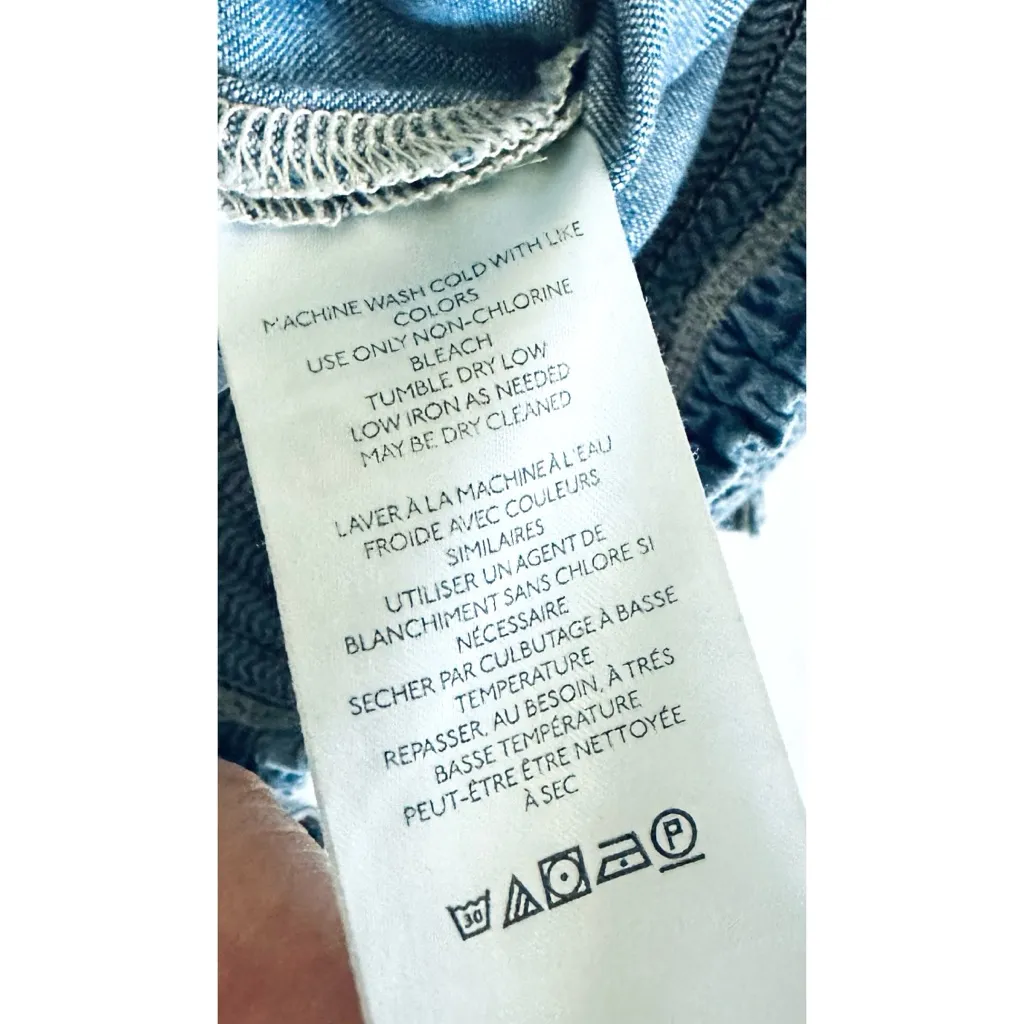 MACHINE WASH COLD WITH LIKE
COLORS
USE ONLY NON-CHLORINE
BLEACH
TUMBLE DRY LOW
LOW IRON AS NEEDED
MAY BE DRY CLEANED
LAVER À LA MACHINE À L'EAU
FROIDE AVEC COULEURS
SIMILAIRES
UTILISER UN AGENT DE
BLANCHIMENT SANS CHLORE SI
NÉCESSAIRE
SECHER PAR CULBUTAGE À BASSE
TEMPERATURE
REPASSER, AU BESOIN, À TRÉS
BASSE TEMPÉRATURE
PEUT-ÊTRE ÊTRE NETTOYÉE
À SEC
30 P